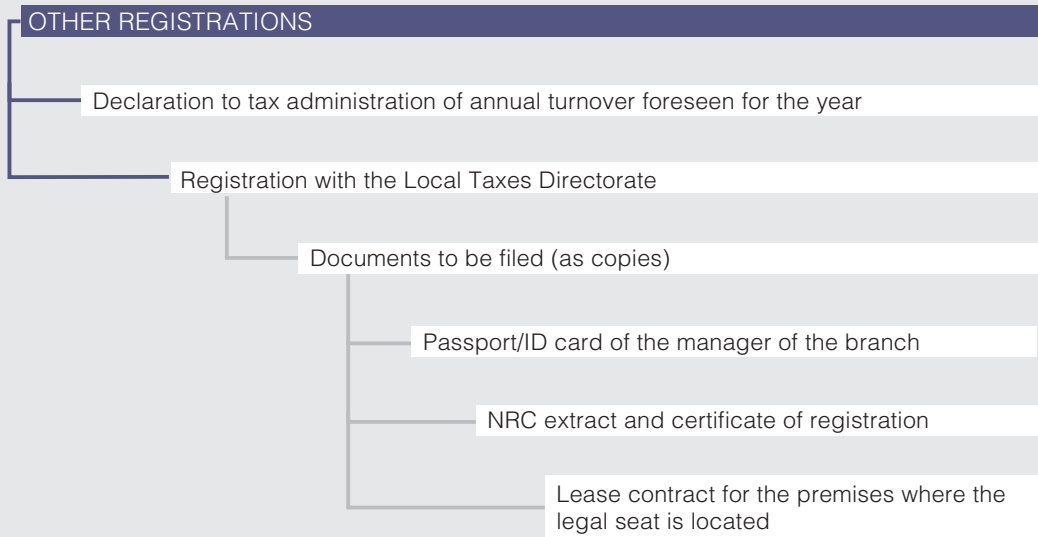 OTHER REGISTRATIONS
Declaration to tax administration of annual turnover foreseen for the year
Registration with the Local Taxes Directorate
Documents to be filed (as copies)
Passport/ID card of the manager of the branch
NRC extract and certificate of registration
Lease contract for the premises where the
legal seat is located